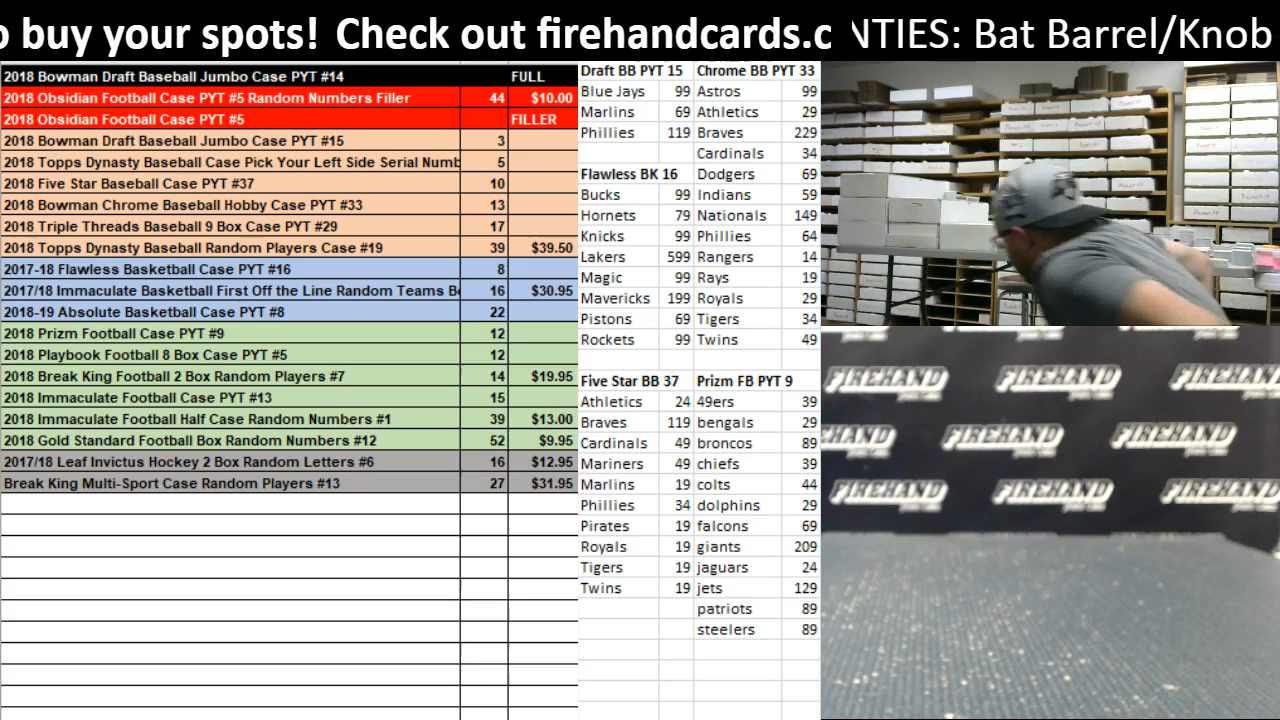 o buy your spots!  Check out firehandcards.c
NTIES: Bat Barrel/Knob
2018 Bowman Draft Baseball Jumbo Case PYT #14 FULL
2018 Obsidian Football Case PYT #5 Random Numbers Filler 44 $10.00
2018 Obsidian Football Case PYT #5 FILLER
2018 Bowman Draft Baseball Jumbo Case PYT #15 3
2018 Topps Dynasty Baseball Case Pick Your Left Side Serial Numb 5
2018 Five Star Baseball Case PYT #37 10
2018 Bowman Chrome Baseball Hobby Case PYT #33 13
2018 Triple Threads Baseball 9 Box Case PYT #29 17
2018 Topps Dynasty Baseball Random Players Case #19 39 $39.50
2017-18 Flawless Basketball Case PYT #16 8
2017/18 Immaculate Basketball First Off the Line Random Teams Bo 16 $30.95
2018-19 Absolute Basketball Case PYT #8 22
2018 Prizm Football Case PYT #9 12
2018 Playbook Football 8 Box Case PYT #5 12
2018 Break King Football 2 Box Random Players #7 14 $19.95
2018 Immaculate Football Case PYT #13 15
2018 Immaculate Football Half Case Random Numbers #1 39 $13.00
2018 Gold Standard Football Box Random Numbers #12 52 $9.95
2017/18 Leaf Invictus Hockey 2 Box Random Letters #6 16 $12.95
Break King Multi-Sport Case Random Players #13 27 $31.95
Draft BB PYT 15
Blue Jays 99
Marlins 69
Phillies 119
Flawless BK 16
Bucks 99
Hornets 79
Knicks 99
Lakers 599
Magic 99
Mavericks 199
Pistons 69
Rockets 99
Five Star BB 37
Athletics 24
Braves 119
Cardinals 49
Mariners 49
Marlins 19
Phillies 34
Pirates 19
Royals 19
Tigers 19
Twins 19
Chrome BB PYT 33
Astros 99
Athletics 29
Braves 229
Cardinals 34
Dodgers 69
Indians 59
Nationals 149
Phillies 64
Rangers 14
Rays 19
Royals 29
Tigers 34
Twins 49
Prizm FB PYT 9
49ers 39
bengals 29
broncos 89
chiefs 39
colts 44
dolphins 29
falcons 69
giants 209
jaguars 24
jets 129
patriots 89
steelers 89
FIREHAND FIREHAND FIREHAND
HAND FIREHAND FIREHAND
FIREHAND FIREHAND FIREHAND